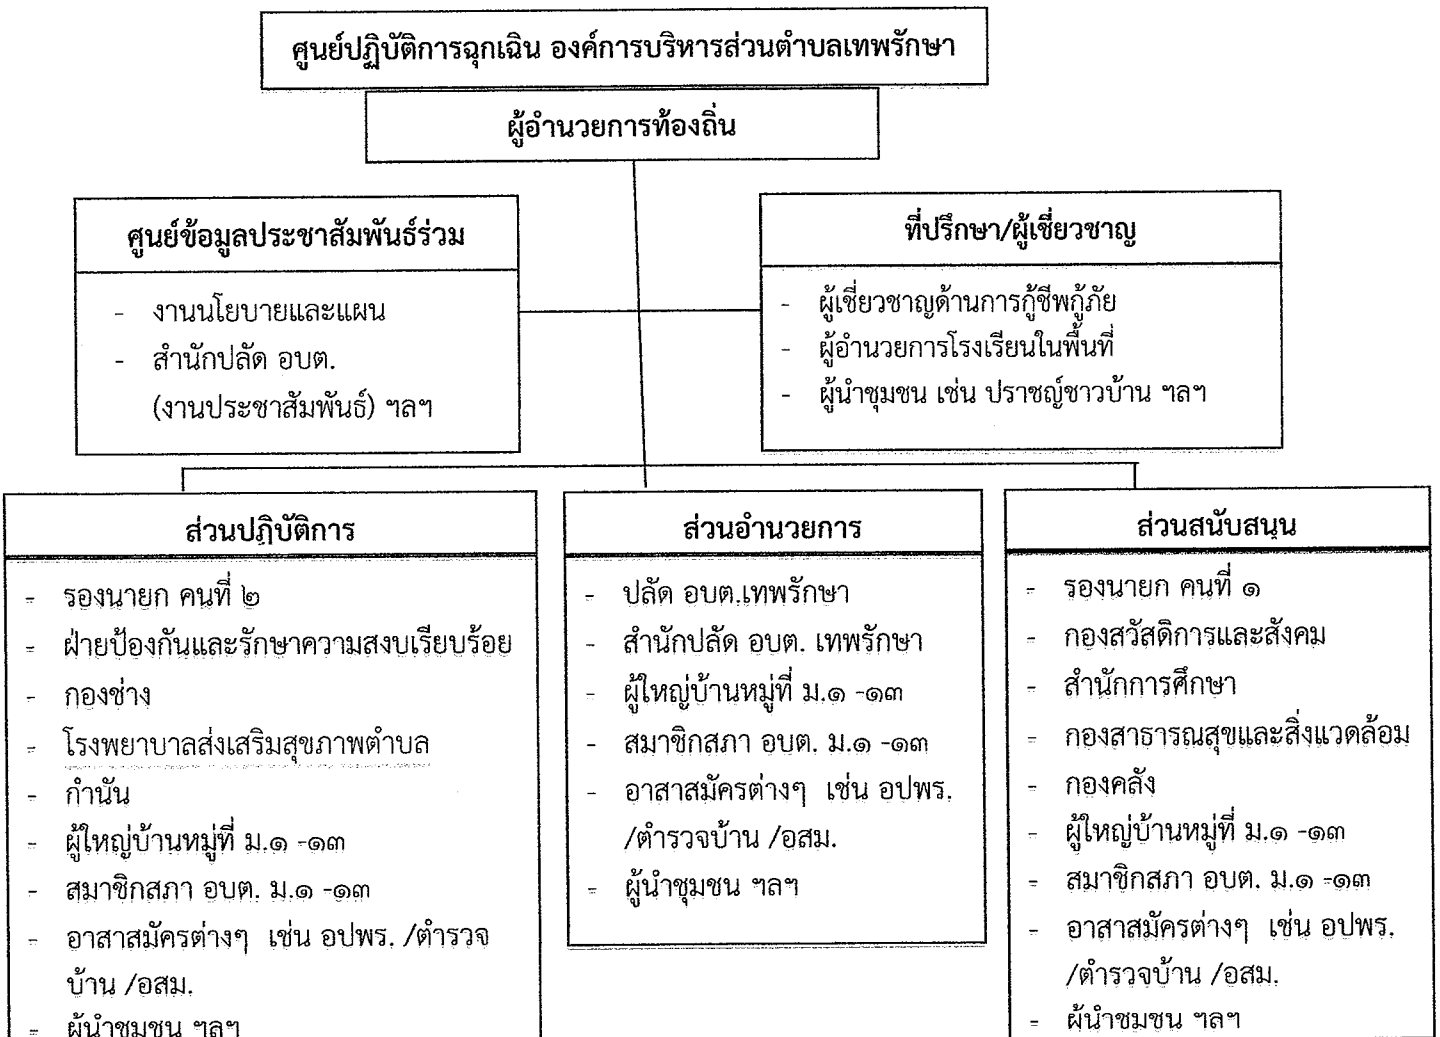 ศูนย์ปฏิบัติการฉุกเฉิน องค์การบริหารส่วนตำบลเทพรักษา
ผู้อำนวยการท้องถิ่น
ศูนย์ข้อมูลประชาสัมพันธ์ร่วม
- งานนโยบายและแผน
- สำนักปลัด อบต.
(งานประชาสัมพันธ์) ฯลฯ
ที่ปรึกษา/ผู้เชี่ยวชาญ
- ผู้เชี่ยวชาญด้านการกู้ชีพกู้ภัย
- ผู้อำนวยการโรงเรียนในพื้นที่
- ผู้นำชุมชน เช่น ปราชญ์ชาวบ้าน ฯลฯ
ส่วนปฏิบัติการ
- รองนายก คนที่ ๒
- ฝ่ายป้องกันและรักษาความสงบเรียบร้อย
- กองช่าง
- โรงพยาบาลส่งเสริมสุขภาพตำบล
- กำนัน
- ผู้ใหญ่บ้านหมู่ที่ ม.๑ -๑๓
- สมาชิกสภา อบต. ม.๑ -๑๓
- อาสาสมัครต่างๆ เช่น อปพร. /ตำรวจ
บ้าน /อสม.
- ผู้นำชุมชน ฯลฯ
ส่วนอำนวยการ
- ปลัด อบต.เทพรักษา
- สำนักปลัด อบต. เทพรักษา
- ผู้ใหญ่บ้านหมู่ที่ ม.๑ -๑๓
- สมาชิกสภา อบต. ม.๑ -๑๓
- อาสาสมัครต่างๆ เช่น อปพร.
/ตำรวจบ้าน /อสม.
- ผู้นำชุมชน ฯลฯ
ส่วนสนับสนุน
- รองนายก คนที่ ๑
- กองสวัสดิการและสังคม
- สำนักการศึกษา
- กองสาธารณสุขและสิ่งแวดล้อม
- กองคลัง
- ผู้ใหญ่บ้านหมู่ที่ ม.๑ -๑๓
- สมาชิกสภา อบต. ม.๑ -๑๓
- อาสาสมัครต่างๆ เช่น อปพร.
/ตำรวจบ้าน /อสม.
- ผู้นำชุมชน ฯลฯ